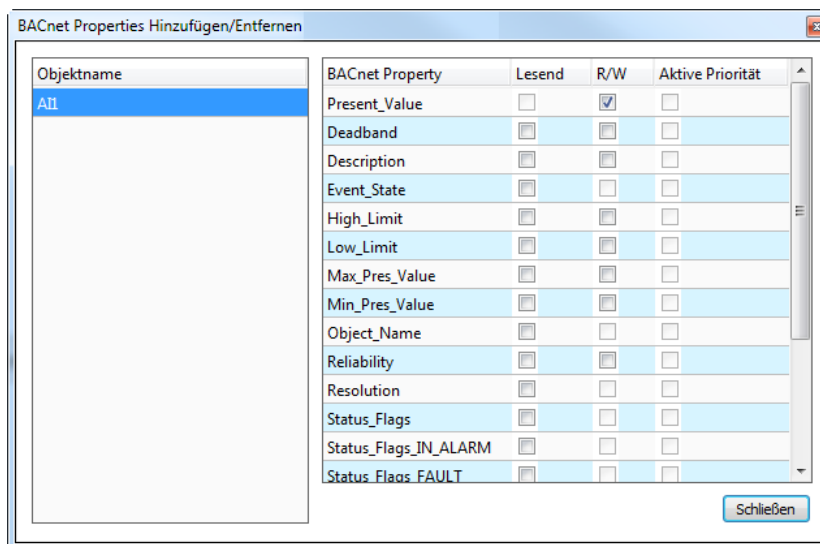 BACnet Properties Hinzufügen/Entfernen
Objektname
AI1
BACnet Property Lesend R/W Aktive Priorität
Present_Value
Deadband
Description
Event_State
High_Limit
Low_Limit
Max_Pres_Value
Min_Pres_Value
Object_Name
Reliability
Resolution
Status_Flags
Status_Flags_IN_ALARM
Status_Flags_FAULT
Schließen